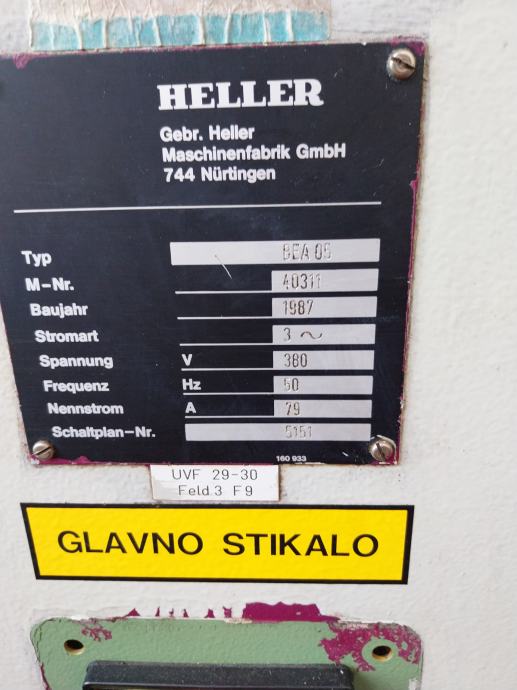 HELLER
Gebr. Heller
Maschinenfabrik GmbH
744 Nürtingen
Typ BEA 05
M-Nr. 40311
Baujahr 1987
Stromart 3 ~
Spannung V 380
Frequenz Hz 50
Nennstrom A 79
Schaltplan-Nr. 5151
160 933
UVF 29-30
Feld.3 F9
GLAVNO STIKALO